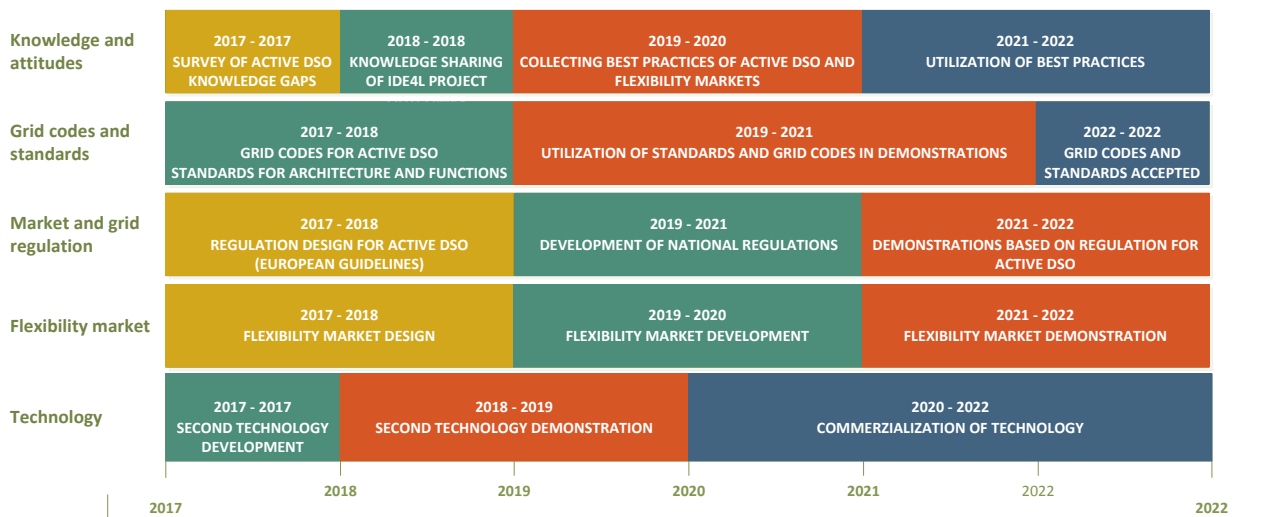 Knowledge and
attitudes
2017 - 2017
SURVEY OF ACTIVE DSO
KNOWLEDGE GAPS
2018 - 2018
KNOWLEDGE SHARING
OF IDE4L PROJECT
2019 - 2020
COLLECTING BEST PRACTICES OF ACTIVE DSO AND
FLEXIBILITY MARKETS
2021 - 2022
UTILIZATION OF BEST PRACTICES
Grid codes and
standards
2017 - 2018
GRID CODES FOR ACTIVE DSO
STANDARDS FOR ARCHITECTURE AND FUNCTIONS
2019 - 2021
UTILIZATION OF STANDARDS AND GRID CODES IN DEMONSTRATIONS
2022 - 2022
GRID CODES AND
STANDARDS ACCEPTED
Market and grid
regulation
2017 - 2018
REGULATION DESIGN FOR ACTIVE DSO
(EUROPEAN GUIDELINES)
2019 - 2021
DEVELOPMENT OF NATIONAL REGULATIONS
2021 - 2022
DEMONSTRATIONS BASED ON REGULATION FOR
ACTIVE DSO
Flexibility market
2017 - 2018
FLEXIBILITY MARKET DESIGN
2019 - 2020
FLEXIBILITY MARKET DEVELOPMENT
2021 - 2022
FLEXIBILITY MARKET DEMONSTRATION
Technology
2017 - 2017
SECOND TECHNOLOGY
DEVELOPMENT
2018 - 2019
SECOND TECHNOLOGY DEMONSTRATION
2020 - 2022
COMMERZIALIZATION OF TECHNOLOGY
2018
2019
2020
2021
2022
2017
2022